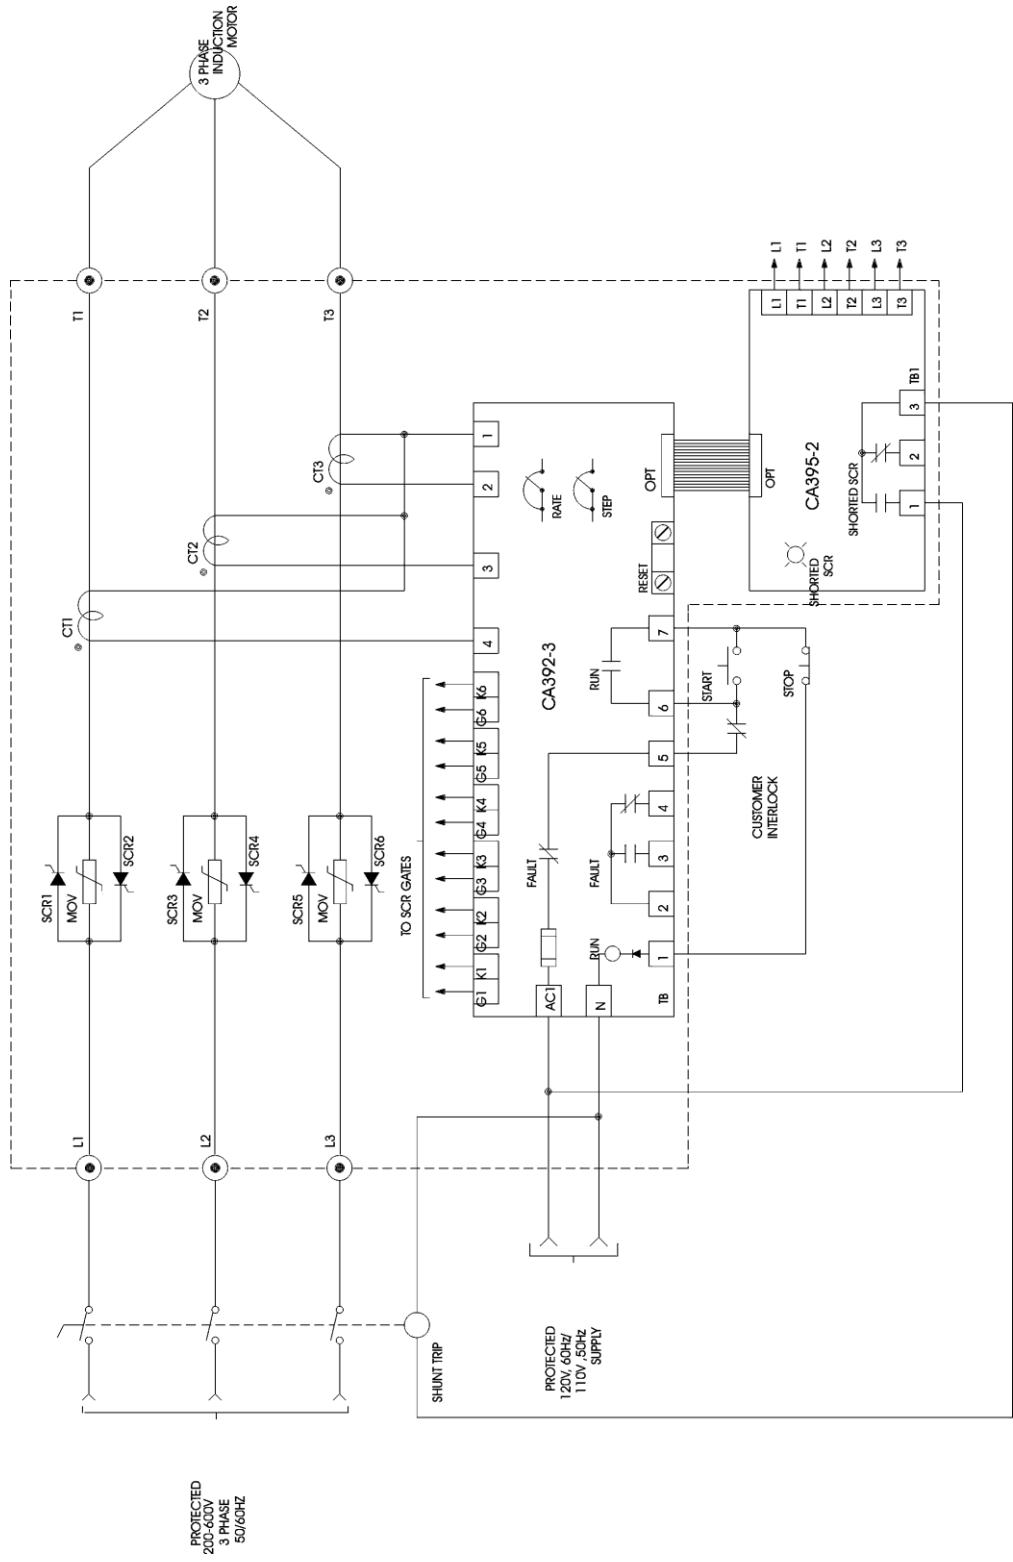 3 PHASE
INDUCTION
MOTOR
T1
T2
T3
CT1
CT2
CT3
SCR1
MOV
SCR2
SCR3
MOV
SCR4
SCR5
MOV
SCR6
L1
L2
L3
PROTECTED
200-600V
3 PHASE
50/60HZ
SHUNT TRIP
PROTECTED
120V, 60Hz/
110V ,50Hz
SUPPLY
TO SCR GATES
G1
K1
G2
K2
G3
K3
G4
K4
G5
K5
G6
K6
4
3
2
1
CA392-3
RATE
STEP
OPT
RESET
AC1
N
FAULT
RUN
FAULT
RUN
TB
1
2
3
4
5
6
7
START
STOP
CUSTOMER
INTERLOCK
OPT
CA395-2
SHORTED
SCR
SHORTED SCR
1
2
3
TB1
L1
T1
L2
T2
L3
T3
L1
T1
L2
T2
L3
T3